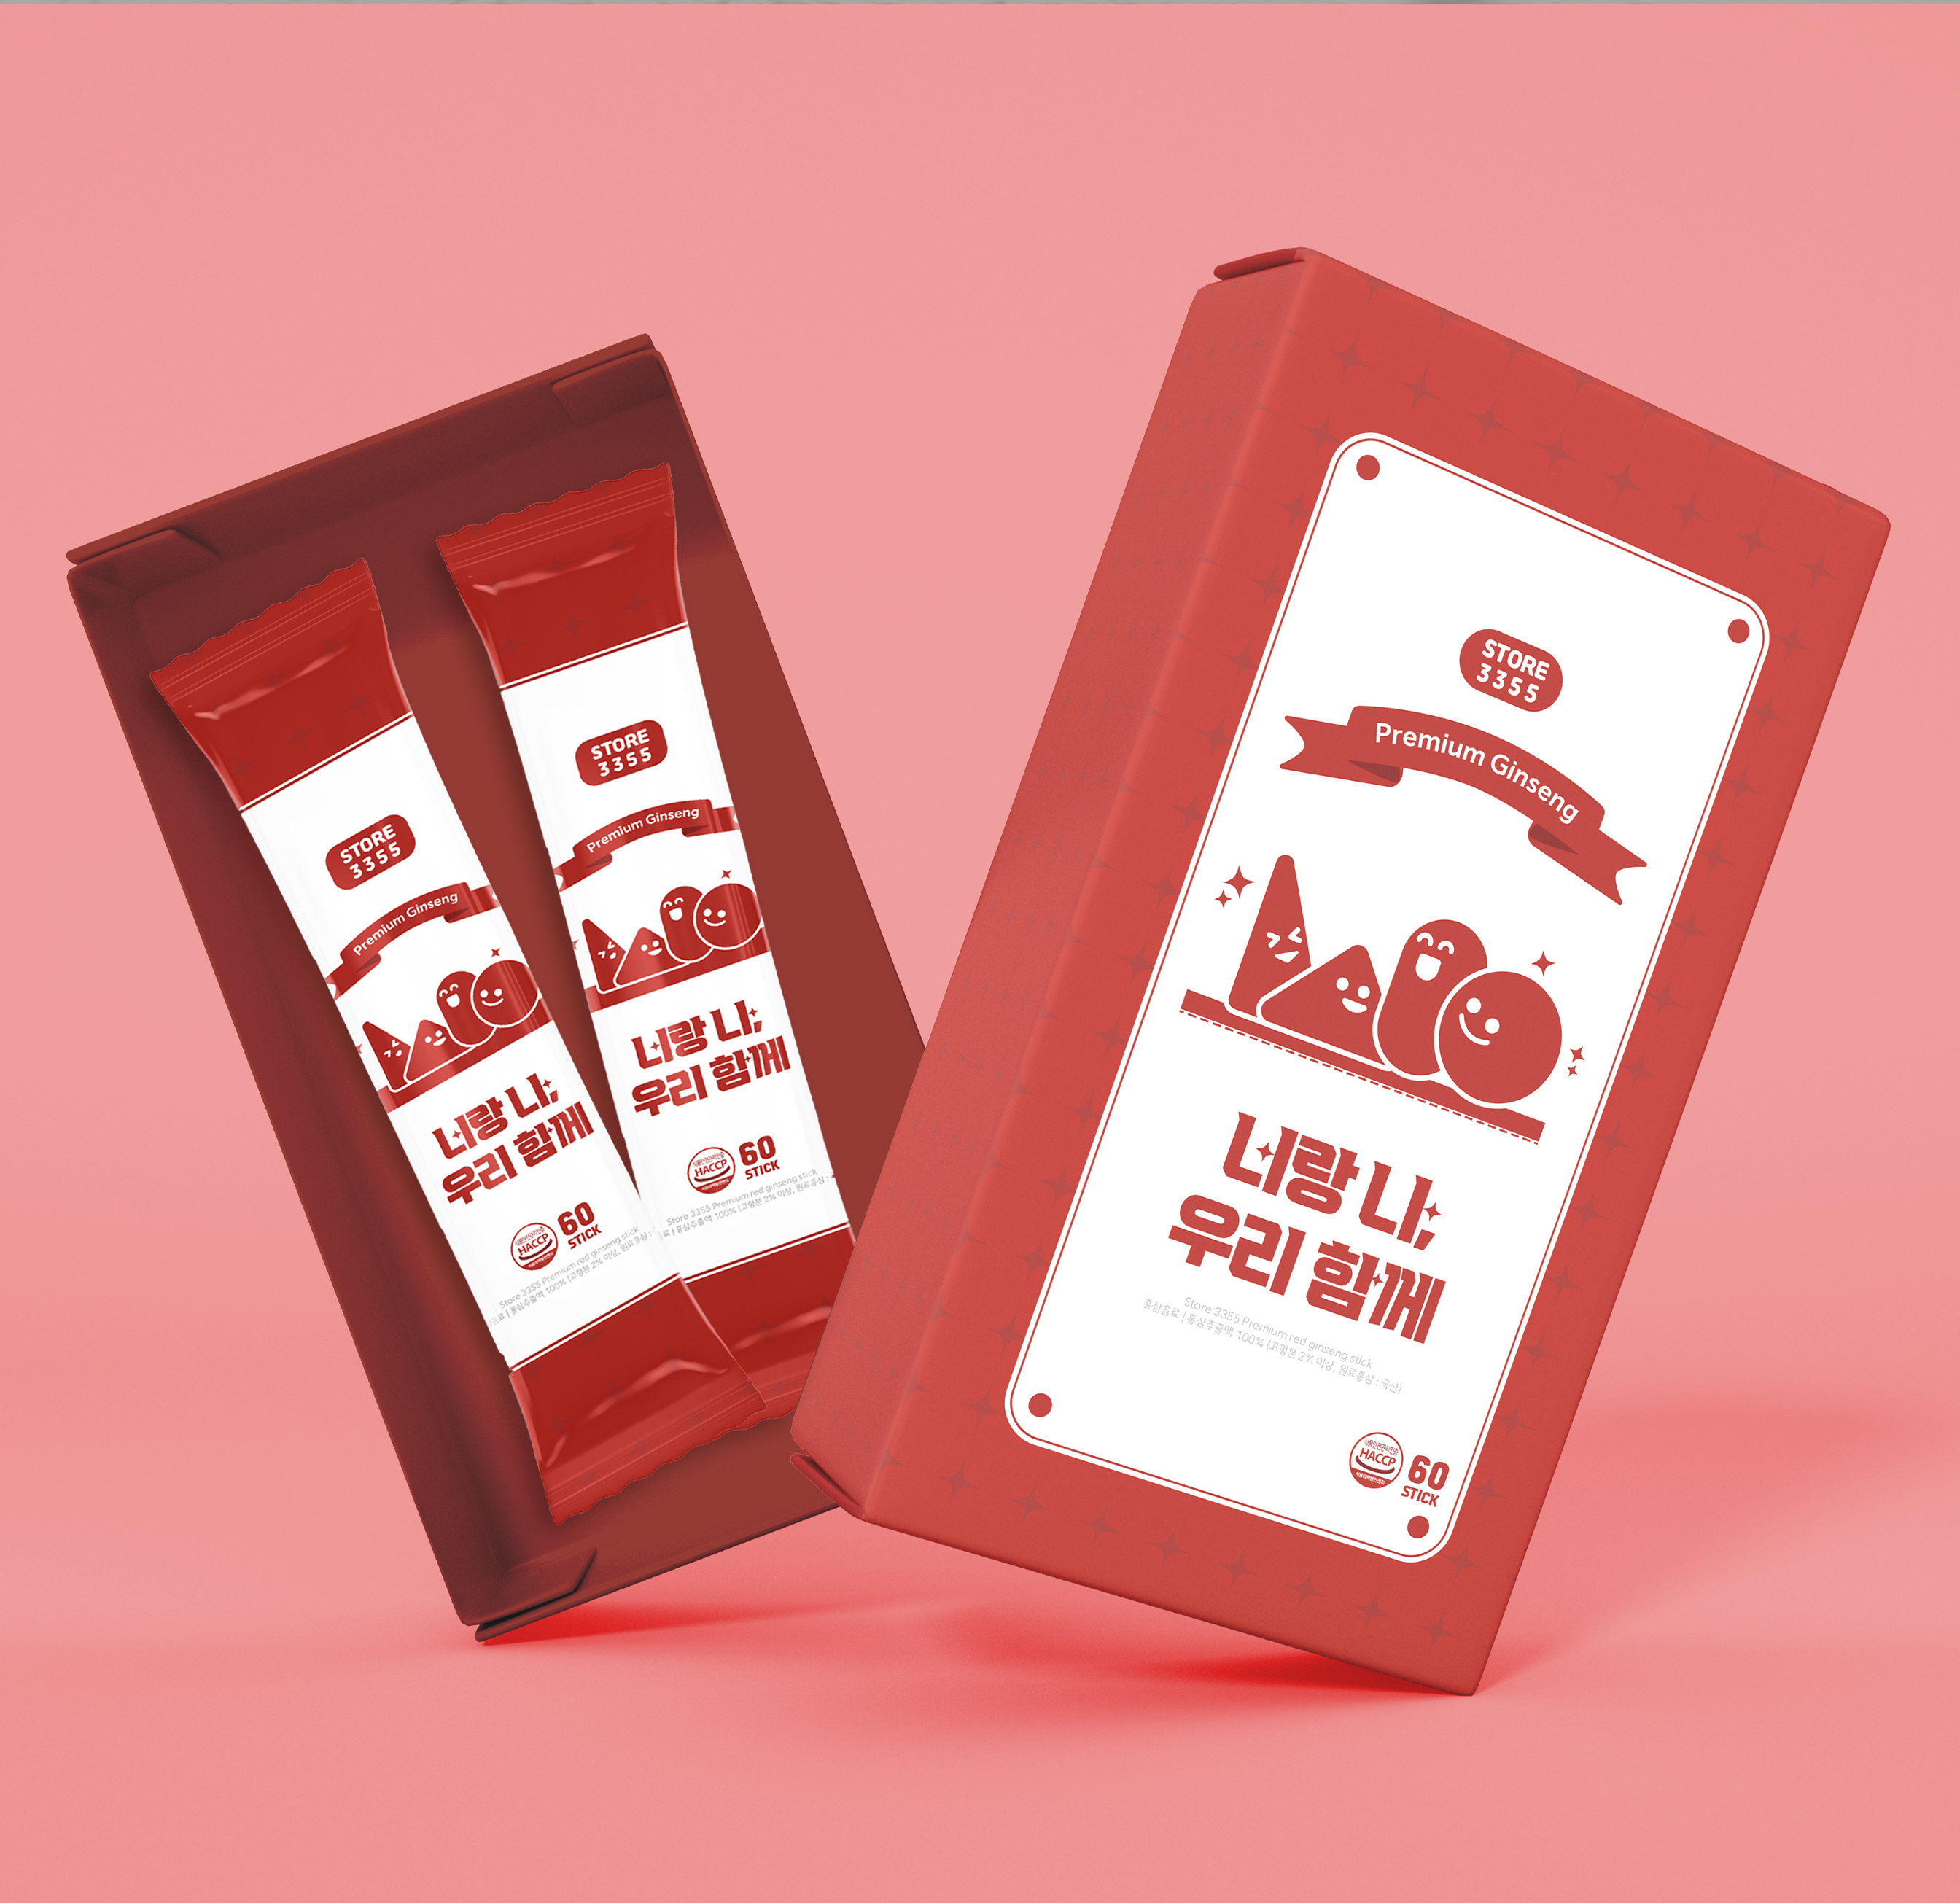 STORE
3355
Premium Ginseng
너랑 나,
우리 함께
HACCP
60
STICK
Store 3355 Premium red ginseng stick
료 | 홍삼추출액 100% (고형분 2% 이상, 원료홍삼 :
STORE
3355
Premium Ginseng
너랑 나,
우리 함께
HACCP
60
STICK
Store 3355 Premium red ginseng stick
료 | 홍삼추출액 100% (고형분 2% 이상, 원료홍삼 :
STORE
3355
Premium Ginseng
너랑 나,
우리 함께
Store 3355 Premium red ginseng stick
홍삼음료 | 홍삼추출액 100% (고형분 2% 이상, 원료홍삼 : 국산)
식품안전관리인증
HACCP
식품의약품안전처
60
STICK